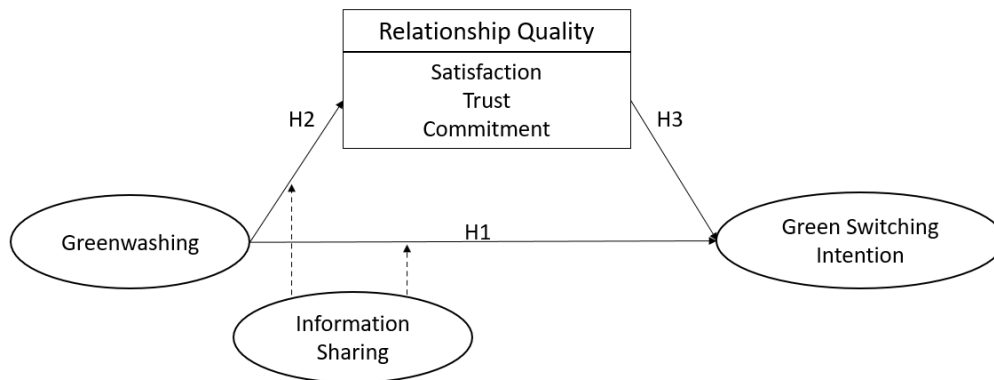 Relationship Quality
Satisfaction
Trust
Commitment
H2
H3
Greenwashing
H1
Green Switching
Intention
Information
Sharing